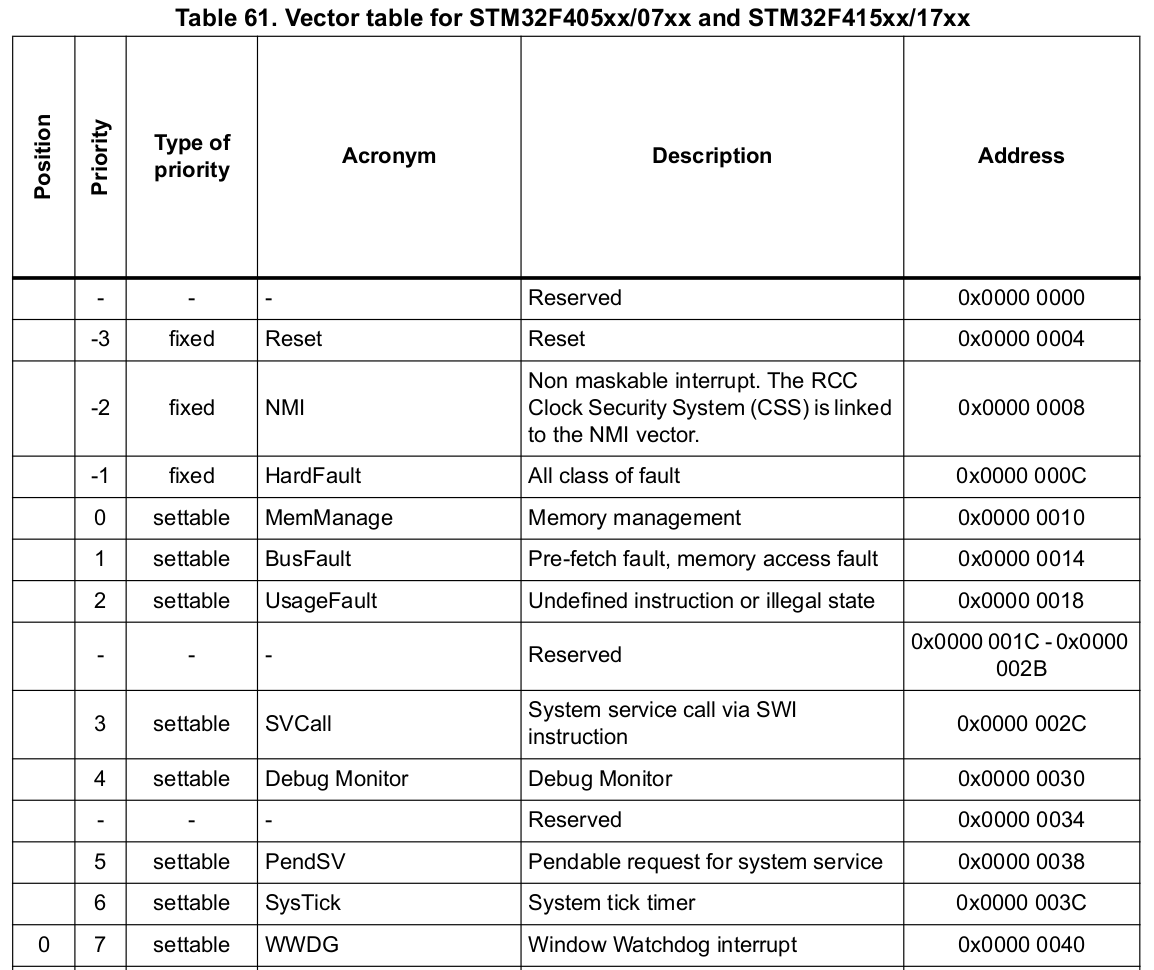 Table 61. Vector table for STM32F405xx/07xx and STM32F415xx/17xx
Position Priority Type of priority Acronym Description Address
- - - Reserved 0x0000 0000
-3 fixed Reset Reset 0x0000 0004
-2 fixed NMI Non maskable interrupt. The RCC Clock Security System (CSS) is linked to the NMI vector. 0x0000 0008
-1 fixed HardFault All class of fault 0x0000 000C
0 settable MemManage Memory management 0x0000 0010
1 settable BusFault Pre-fetch fault, memory access fault 0x0000 0014
2 settable UsageFault Undefined instruction or illegal state 0x0000 0018
- - - Reserved 0x0000 001C - 0x0000 002B
3 settable SVCall System service call via SWI instruction 0x0000 002C
4 settable Debug Monitor Debug Monitor 0x0000 0030
- - - Reserved 0x0000 0034
5 settable PendSV Pendable request for system service 0x0000 0038
6 settable SysTick System tick timer 0x0000 003C
0 7 settable WWDG Window Watchdog interrupt 0x0000 0040